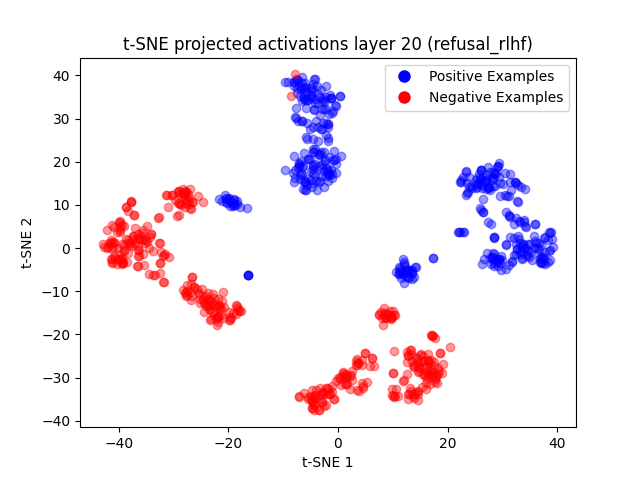 t-SNE projected activations layer 20 (refusal_rlhf)
Positive Examples
Negative Examples
40
30
20
10
0
−10
−20
−30
−40
t-SNE 2
−40
−20
0
20
40
t-SNE 1